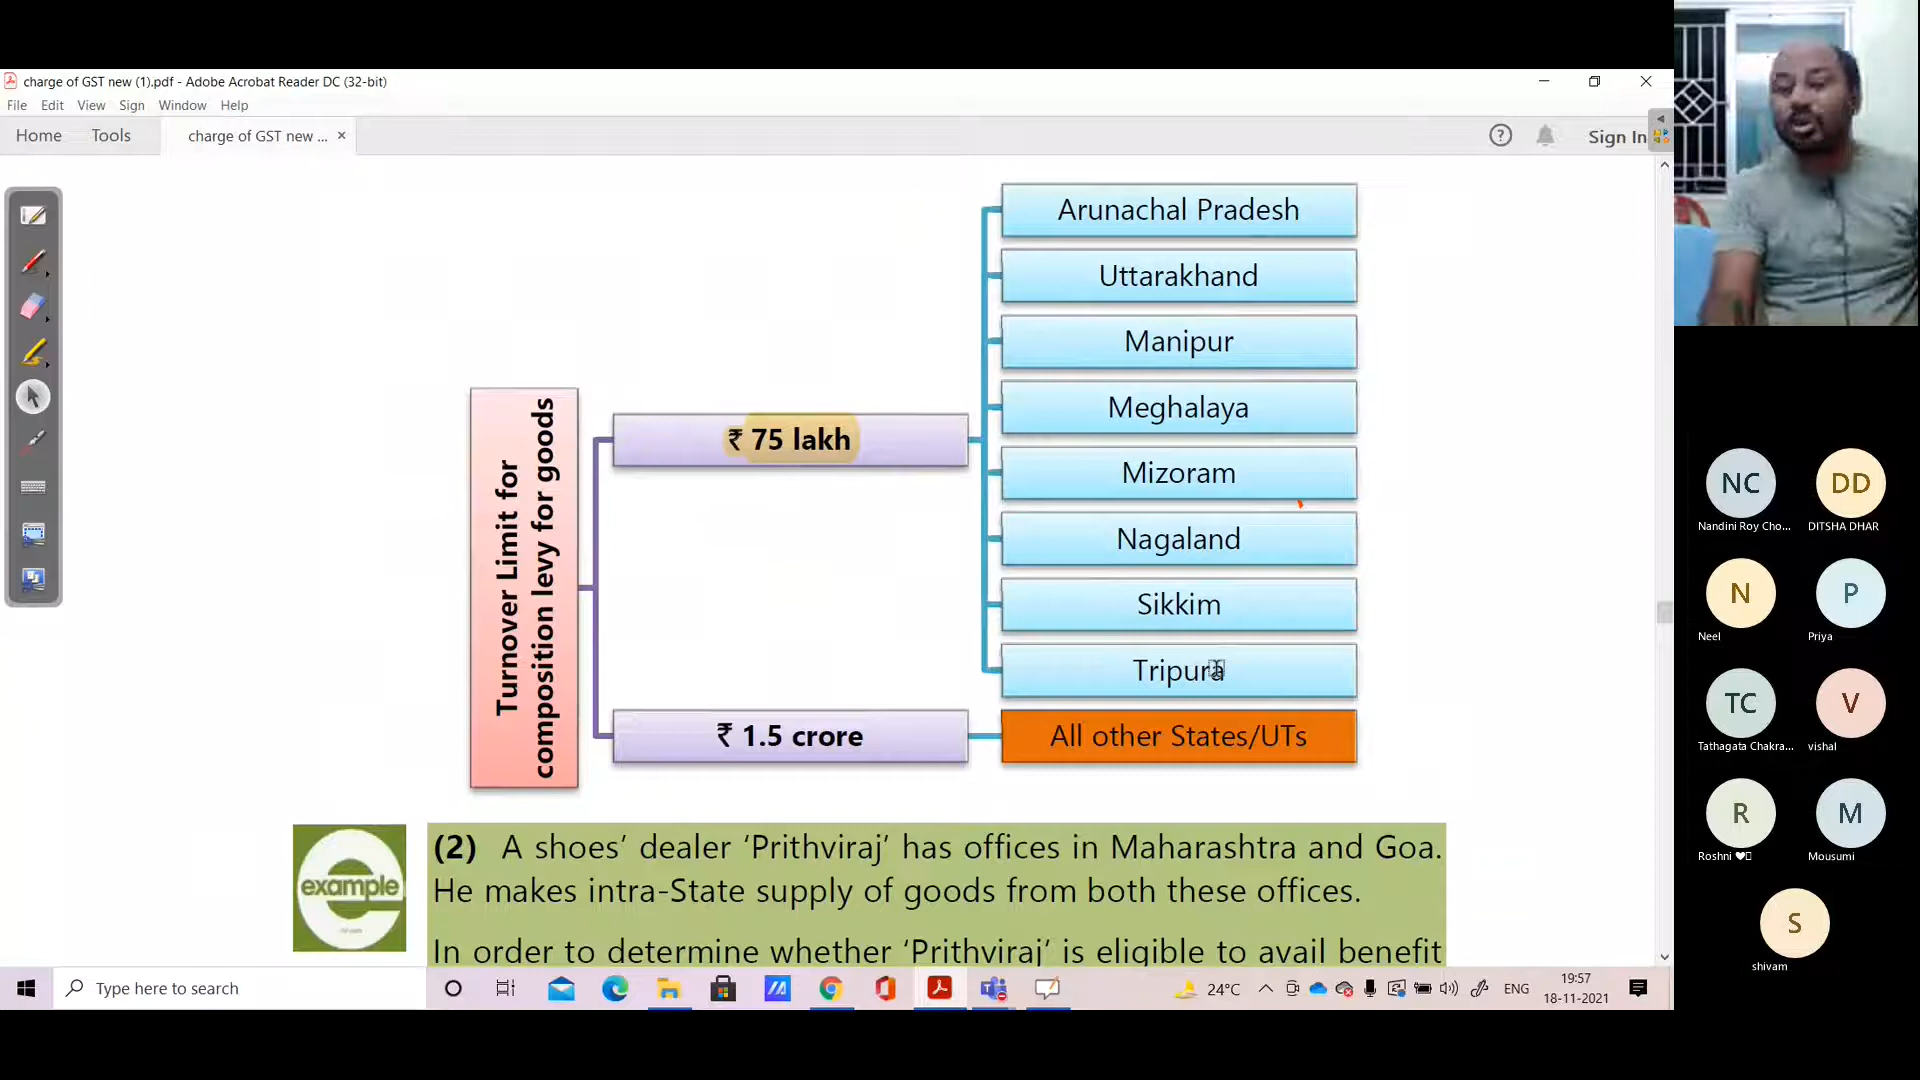 charge of GST new (1).pdf - Adobe Acrobat Reader DC (32-bit)
File Edit View Sign Window Help
Home Tools charge of GST new ... × Sign In
Arunachal Pradesh
Uttarakhand
Manipur
Meghalaya
Mizoram
Nagaland
Sikkim
Tripura
₹ 75 lakh
Turnover Limit for
composition levy for goods
₹ 1.5 crore
All other States/UTs
example
(2) A shoes’ dealer ‘Prithviraj’ has offices in Maharashtra and Goa.
He makes intra-State supply of goods from both these offices.
In order to determine whether ‘Prithviraj’ is eligible to avail benefit
Type here to search
24°C
ENG
19:57
18-11-2021
NC
Nandini Roy Cho...
DD
DITSHA DHAR
N
Neel
P
Priya
TC
Tathagata Chakra...
V
vishal
R
Roshni ♥
M
Mousumi
S
shivam